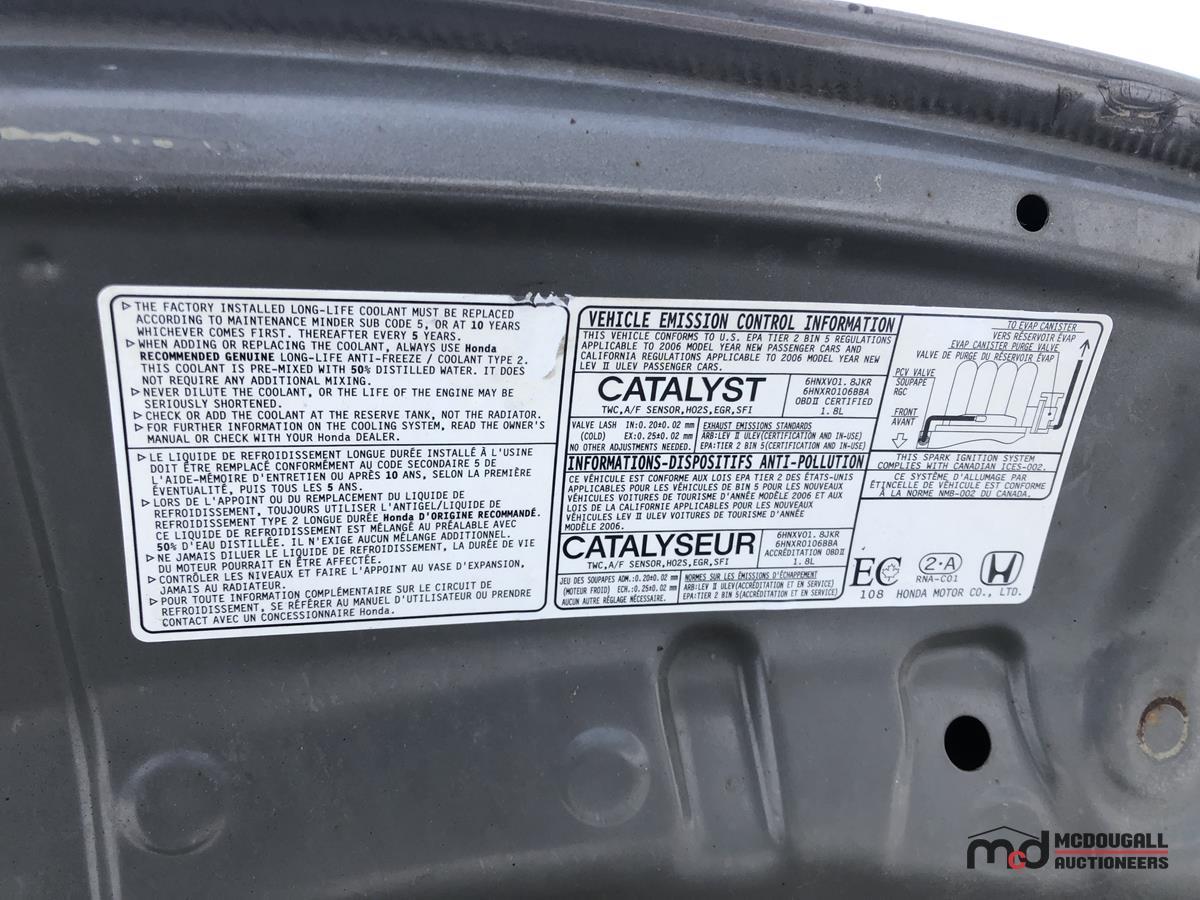 ▷ THE FACTORY INSTALLED LONG-LIFE COOLANT MUST BE REPLACED
ACCORDING TO MAINTENANCE MINDER SUB CODE 5, OR AT 10 YEARS
WHICHEVER COMES FIRST. THEREAFTER EVERY 5 YEARS.
▷ WHEN ADDING OR REPLACING THE COOLANT, ALWAYS USE Honda
RECOMMENDED GENUINE LONG-LIFE ANTI-FREEZE / COOLANT TYPE 2.
THIS COOLANT IS PRE-MIXED WITH 50% DISTILLED WATER. IT DOES
NOT REQUIRE ANY ADDITIONAL MIXING.
▷ NEVER DILUTE THE COOLANT, OR THE LIFE OF THE ENGINE MAY BE
SERIOUSLY SHORTENED.
▷ CHECK OR ADD THE COOLANT AT THE RESERVE TANK, NOT THE RADIATOR.
▷ FOR FURTHER INFORMATION ON THE COOLING SYSTEM, READ THE OWNER'S
MANUAL OR CHECK WITH YOUR Honda DEALER.
▷ LE LIQUIDE DE REFROIDISSEMENT LONGUE DURÉE INSTALLÉ À L'USINE
DOIT ÊTRE REMPLACÉ CONFORMÉMENT AU CODE SECONDAIRE 5 DE
L'AIDE-MÉMOIRE D'ENTRETIEN OU APRÈS 10 ANS, SELON LA PREMIÈRE
ÉVENTUALITÉ, PUIS TOUS LES 5 ANS.
▷ LORS DE L'APPOINT OU DU REMPLACEMENT DU LIQUIDE DE
REFROIDISSEMENT, TOUJOURS UTILISER L'ANTIGEL/LIQUIDE DE
REFROIDISSEMENT TYPE 2 LONGUE DURÉE Honda D'ORIGINE RECOMMANDÉ.
CE LIQUIDE DE REFROIDISSEMENT EST MÉLANGÉ AU PRÉALABLE AVEC
50% D'EAU DISTILLÉE. IL N'EXIGE AUCUN MÉLANGE ADDITIONNEL.
▷ NE JAMAIS DILUER LE LIQUIDE DE REFROIDISSEMENT, LA DURÉE DE VIE
DU MOTEUR POURRAIT EN ÊTRE AFFECTÉE.
▷ CONTRÔLER LES NIVEAUX ET FAIRE L'APPOINT AU VASE D'EXPANSION,
JAMAIS AU RADIATEUR.
▷ POUR TOUTE INFORMATION COMPLÉMENTAIRE SUR LE CIRCUIT DE
REFROIDISSEMENT, SE RÉFÉRER AU MANUEL D'UTILISATEUR OU PRENDRE
CONTACT AVEC UN CONCESSIONNAIRE Honda.
VEHICLE EMISSION CONTROL INFORMATION
THIS VEHICLE CONFORMS TO U.S. EPA TIER 2 BIN 5 REGULATIONS
APPLICABLE TO 2006 MODEL YEAR NEW PASSENGER CARS AND
CALIFORNIA REGULATIONS APPLICABLE TO 2006 MODEL YEAR NEW
LEV II ULEV PASSENGER CARS.
CATALYST
TWC,A/F SENSOR,HO2S,EGR,SFI
6HNXV01.8JKR
6HNXR0106BBA
OBDII CERTIFIED
1.8L
VALVE LASH IN:0.20±0.02 mm
(COLD) EX:0.25±0.02 mm
NO OTHER ADJUSTMENTS NEEDED.
EXHAUST EMISSIONS STANDARDS
ARB:LEV II ULEV(CERTIFICATION AND IN-USE)
EPA:TIER 2 BIN 5(CERTIFICATION AND IN-USE)
INFORMATIONS-DISPOSITIFS ANTI-POLLUTION
CE VÉHICULE EST CONFORME AUX LOIS EPA TIER 2 DES ÉTATS-UNIS
APPLICABLES POUR LES VÉHICULES DE BIN 5 POUR LES NOUVEAUX
VÉHICULES VOITURES DE TOURISME D'ANNÉE MODÈLE 2006 ET AUX
LOIS DE LA CALIFORNIE APPLICABLES POUR LES NOUVEAUX
VÉHICULES LEV II ULEV VOITURES DE TOURISME D'ANNÉE
MODÈLE 2006.
CATALYSEUR
TWC,A/F SENSOR,HO2S,EGR,SFI
6HNXV01.8JKR
6HNXR0106BBA
ACCRÉDITATION OBDII
1.8L
JEU DES SOUPAPES ADM.:0.20±0.02 mm
(MOTEUR FROID) ECH.:0.25±0.02 mm
AUCUN AUTRE RÉGLAGE NÉCESSAIRE.
NORMES SUR LES ÉMISSIONS D'ÉCHAPPEMENT
ARB:LEV II ULEV(ACCRÉDITATION ET EN SERVICE)
EPA:TIER 2 BIN 5(ACCRÉDITATION ET EN SERVICE)
TO EVAP CANISTER
VERS RÉSERVOIR ÉVAP
EVAP CANISTER PURGE VALVE
VALVE DE PURGE DU RÉSERVOIR ÉVAP
PCV VALVE
SOUPAPE
RGC
FRONT
AVANT
THIS SPARK IGNITION SYSTEM
COMPLIES WITH CANADIAN ICES-002.
CE SYSTÈME D'ALLUMAGE PAR
ÉTINCELLE DE VÉHICULE EST CONFORME
À LA NORME NMB-002 DU CANADA.
EC
108
2·A
RNA-C01
HONDA MOTOR CO., LTD.
mcd MCDOUGALL
AUCTIONEERS